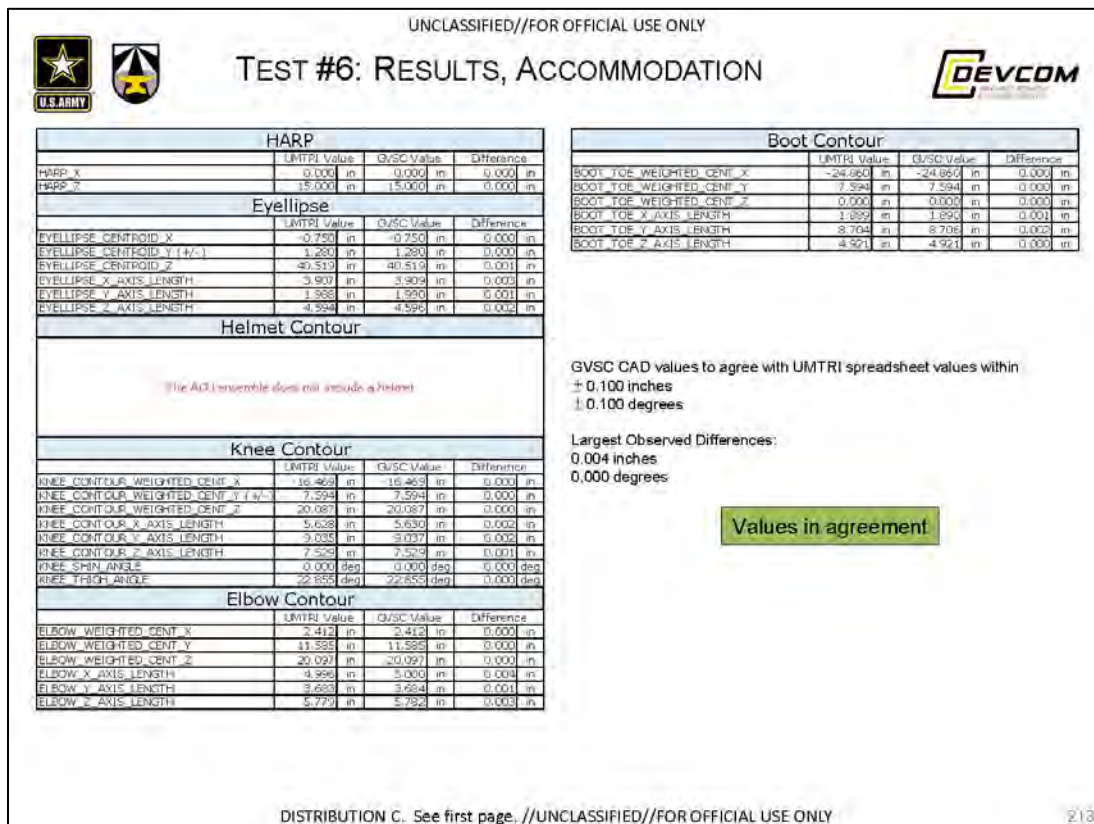 UNCLASSIFIED//FOR OFFICIAL USE ONLY
U.S.ARMY
TEST #6: RESULTS, ACCOMMODATION
DEVCOM
HARP
UMTRI Value GVSC Value Difference
HARP_X 0.000 in 0.000 in 0.000 in
HARP_Z 15.000 in 15.000 in 0.000 in
Eyellipse
UMTRI Value GVSC Value Difference
EYELLIPSE_CENTROID_X -0.750 in -0.750 in 0.000 in
EYELLIPSE_CENTROID_Y (+/-) 1.280 in 1.280 in 0.000 in
EYELLIPSE_CENTROID_Z 40.519 in 40.519 in 0.001 in
EYELLIPSE_X_AXIS_LENGTH 3.907 in 3.909 in 0.003 in
EYELLIPSE_Y_AXIS_LENGTH 1.988 in 1.990 in 0.001 in
EYELLIPSE_Z_AXIS_LENGTH 4.594 in 4.596 in 0.002 in
Helmet Contour
The ACU ensemble does not include a helmet
Knee Contour
UMTRI Value GVSC Value Difference
KNEE_CONTOUR_WEIGHTED_CENT_X -16.469 in -16.469 in 0.000 in
KNEE_CONTOUR_WEIGHTED_CENT_Y (+/-) 7.594 in 7.594 in 0.000 in
KNEE_CONTOUR_WEIGHTED_CENT_Z 20.087 in 20.087 in 0.000 in
KNEE_CONTOUR_X_AXIS_LENGTH 5.628 in 5.630 in 0.002 in
KNEE_CONTOUR_Y_AXIS_LENGTH 9.035 in 9.037 in 0.002 in
KNEE_CONTOUR_Z_AXIS_LENGTH 7.529 in 7.529 in 0.001 in
KNEE_SHIN_ANGLE 0.000 deg 0.000 deg 0.000 deg
KNEE_THIGH_ANGLE 22.855 deg 22.855 deg 0.000 deg
Elbow Contour
UMTRI Value GVSC Value Difference
ELBOW_WEIGHTED_CENT_X 2.412 in 2.412 in 0.000 in
ELBOW_WEIGHTED_CENT_Y 11.585 in 11.585 in 0.000 in
ELBOW_WEIGHTED_CENT_Z 20.097 in 20.097 in 0.000 in
ELBOW_X_AXIS_LENGTH 4.996 in 5.000 in 0.004 in
ELBOW_Y_AXIS_LENGTH 3.683 in 3.684 in 0.001 in
ELBOW_Z_AXIS_LENGTH 5.779 in 5.782 in 0.003 in
Boot Contour
UMTRI Value GVSC Value Difference
BOOT_TOE_WEIGHTED_CENT_X -24.860 in -24.860 in 0.000 in
BOOT_TOE_WEIGHTED_CENT_Y 7.594 in 7.594 in 0.000 in
BOOT_TOE_WEIGHTED_CENT_Z 0.000 in 0.000 in 0.000 in
BOOT_TOE_X_AXIS_LENGTH 1.889 in 1.890 in 0.001 in
BOOT_TOE_Y_AXIS_LENGTH 8.704 in 8.706 in 0.002 in
BOOT_TOE_Z_AXIS_LENGTH 4.921 in 4.921 in 0.000 in
GVSC CAD values to agree with UMTRI spreadsheet values within
± 0.100 inches
± 0.100 degrees
Largest Observed Differences:
0.004 inches
0.000 degrees
Values in agreement
DISTRIBUTION C. See first page. //UNCLASSIFIED//FOR OFFICIAL USE ONLY
213